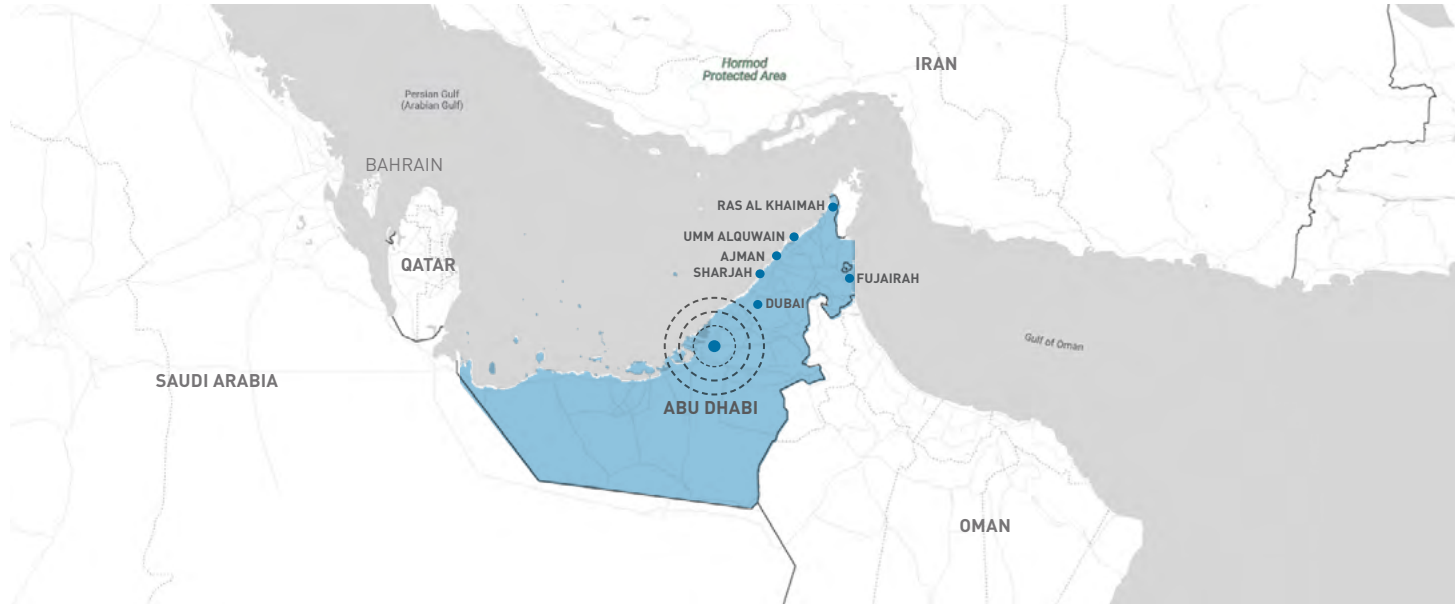 Hormod
Protected Area
IRAN
Persian Gulf
(Arabian Gulf)
BAHRAIN
RAS AL KHAIMAH
UMM ALQUWAIN
AJMAN
QATAR
SHARJAH
FUJAIRAH
DUBAI
Gulf of Oman
SAUDI ARABIA
ABU DHABI
OMAN